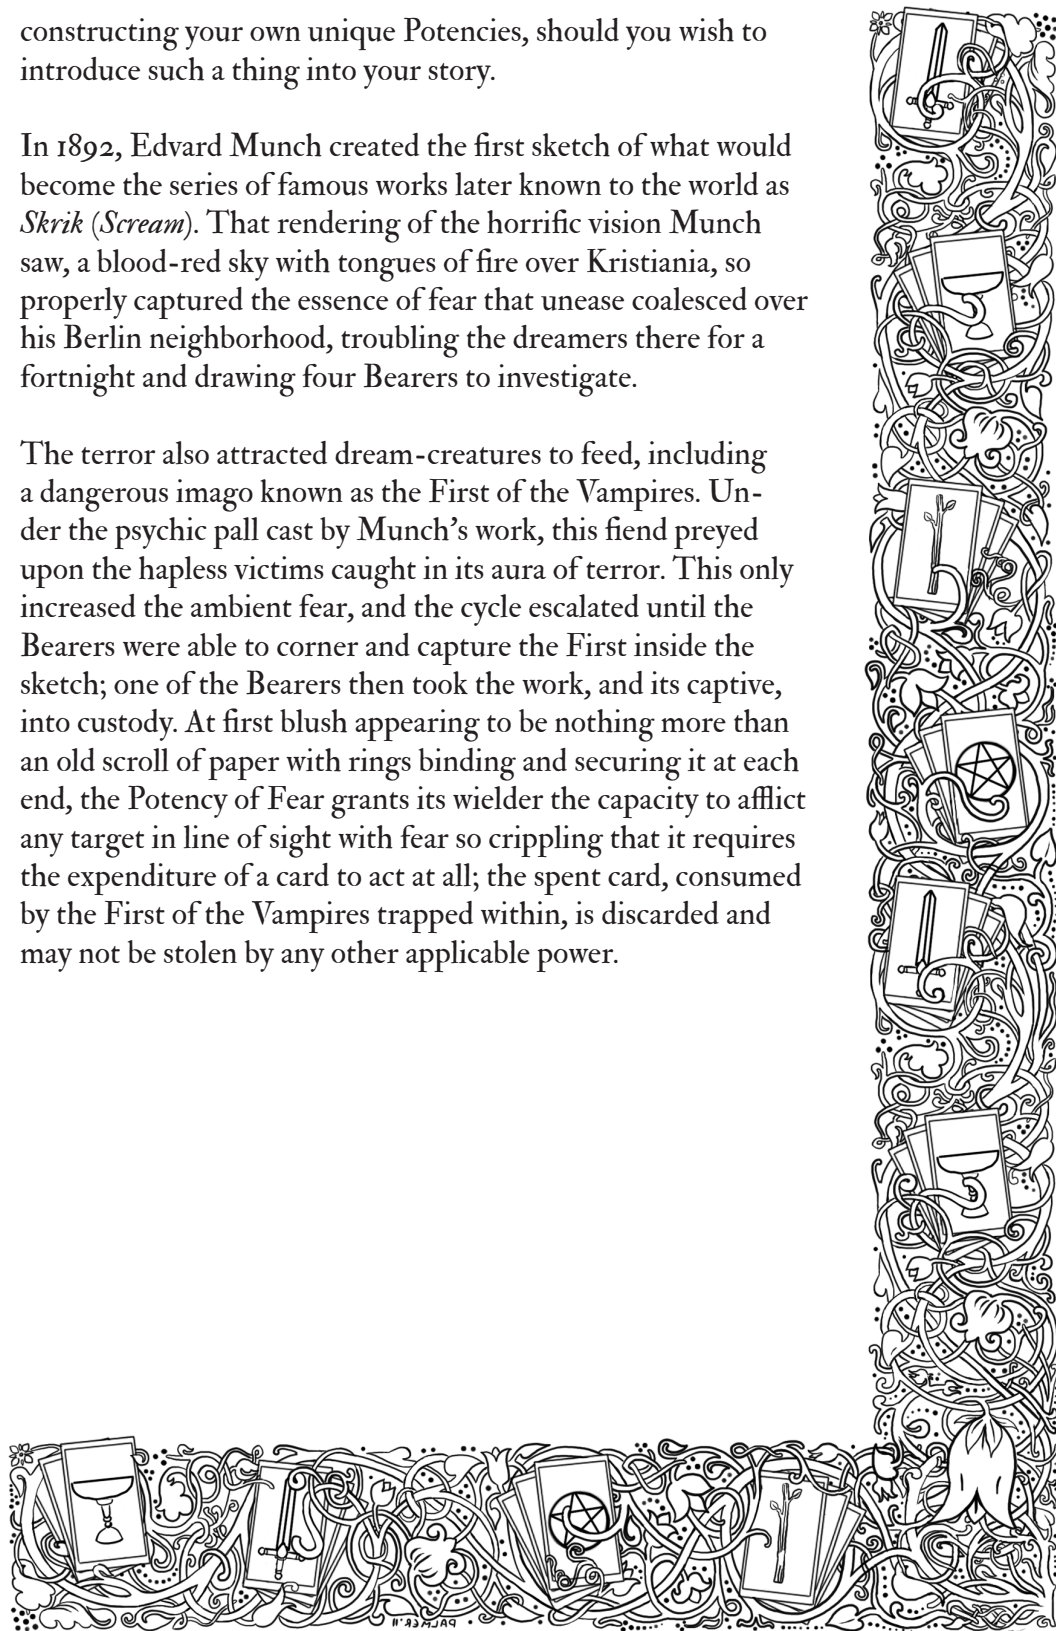 constructing your own unique Potencies, should you wish to
introduce such a thing into your story.
In 1892, Edvard Munch created the first sketch of what would
become the series of famous works later known to the world as
Skrik (Scream). That rendering of the horrific vision Munch
saw, a blood-red sky with tongues of fire over Kristiania, so
properly captured the essence of fear that unease coalesced over
his Berlin neighborhood, troubling the dreamers there for a
fortnight and drawing four Bearers to investigate.
The terror also attracted dream-creatures to feed, including
a dangerous imago known as the First of the Vampires. Un-
der the psychic pall cast by Munch’s work, this fiend preyed
upon the hapless victims caught in its aura of terror. This only
increased the ambient fear, and the cycle escalated until the
Bearers were able to corner and capture the First inside the
sketch; one of the Bearers then took the work, and its captive,
into custody. At first blush appearing to be nothing more than
an old scroll of paper with rings binding and securing it at each
end, the Potency of Fear grants its wielder the capacity to afflict
any target in line of sight with fear so crippling that it requires
the expenditure of a card to act at all; the spent card, consumed
by the First of the Vampires trapped within, is discarded and
may not be stolen by any other applicable power.
PALMER '11